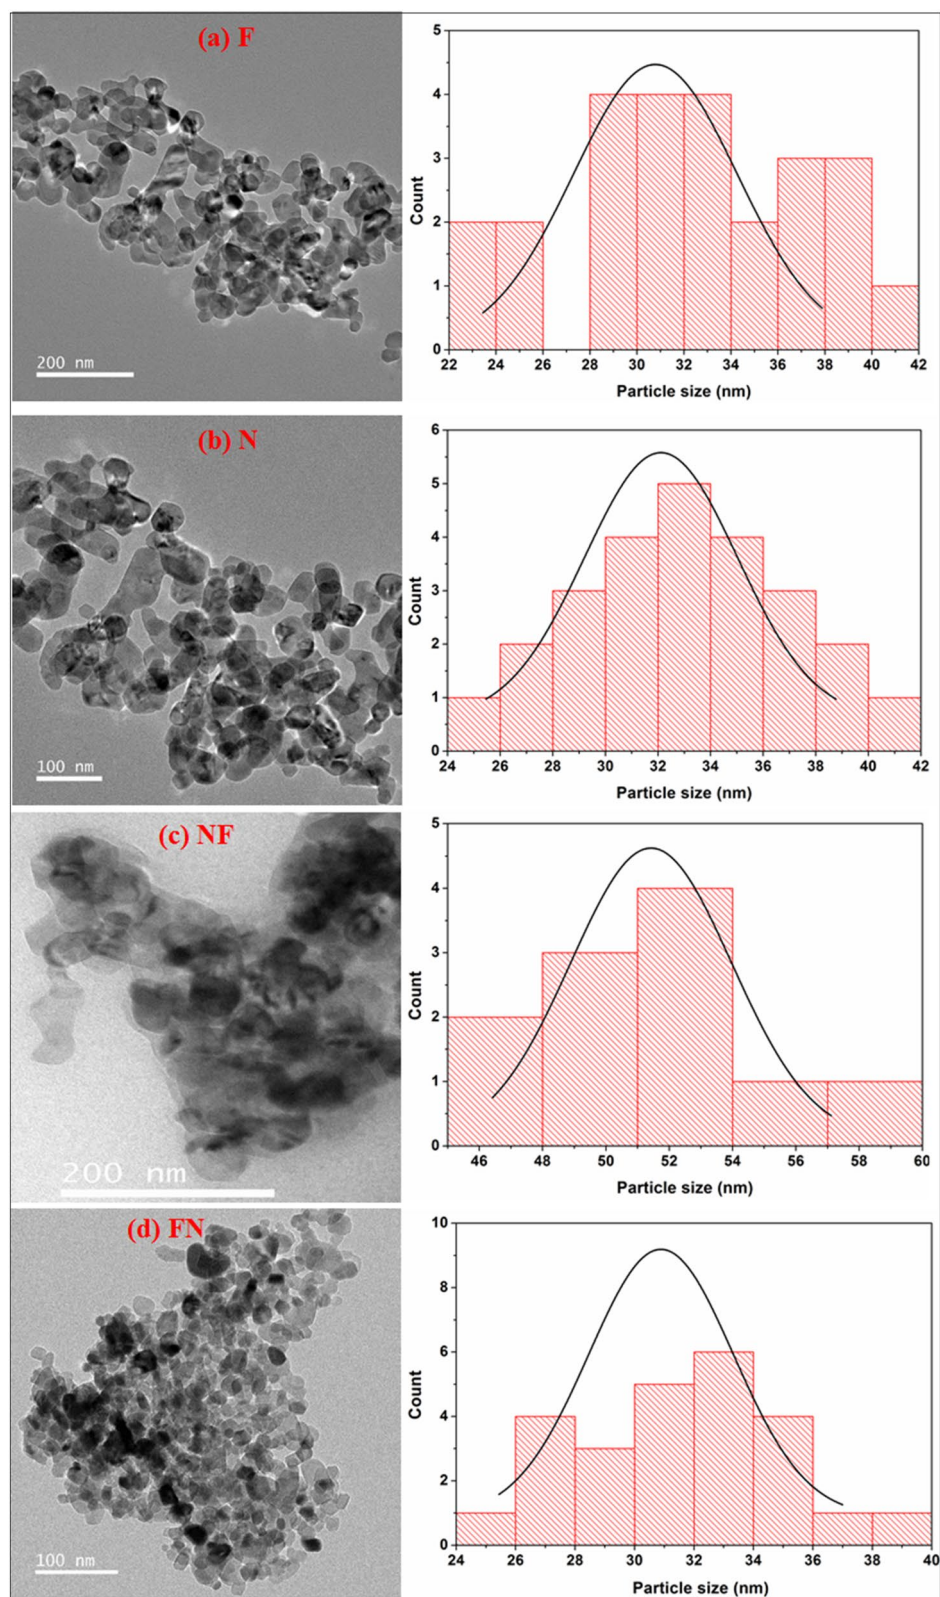 (a) F
200 nm
5
4
3
2
1
0
Count
22 24 26 28 30 32 34 36 38 40 42
Particle size (nm)
(b) N
100 nm
6
5
4
3
2
1
0
Count
24 26 28 30 32 34 36 38 40 42
Particle size (nm)
(c) NF
200 nm
5
4
3
2
1
0
Count
46 48 50 52 54 56 58 60
Particle size (nm)
(d) FN
100 nm
10
8
6
4
2
0
Count
24 26 28 30 32 34 36 38 40
Particle size (nm)